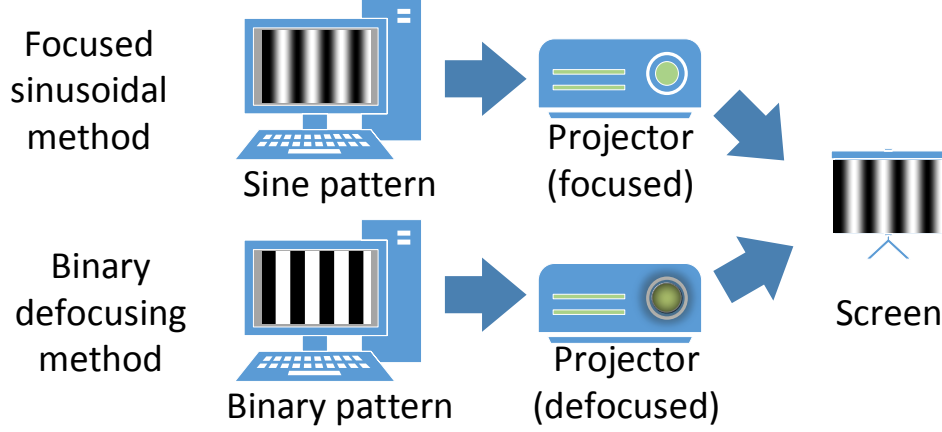 Focused
sinusoidal
method
Sine pattern
Projector
(focused)
Binary
defocusing
method
Binary pattern
Projector
(defocused)
Screen